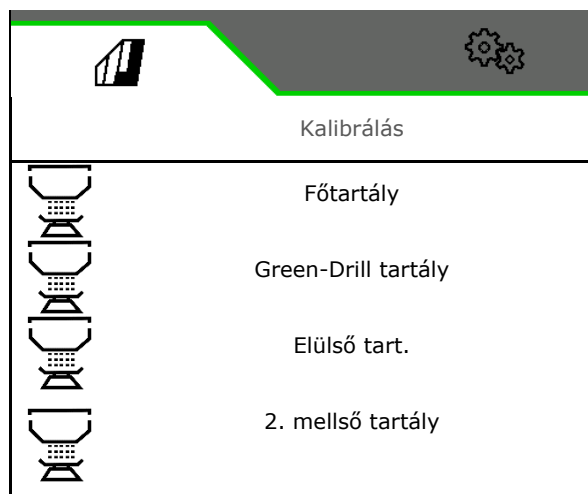 Kalibrálás
Főtartály
Green-Drill tartály
Elülső tart.
2. mellső tartály